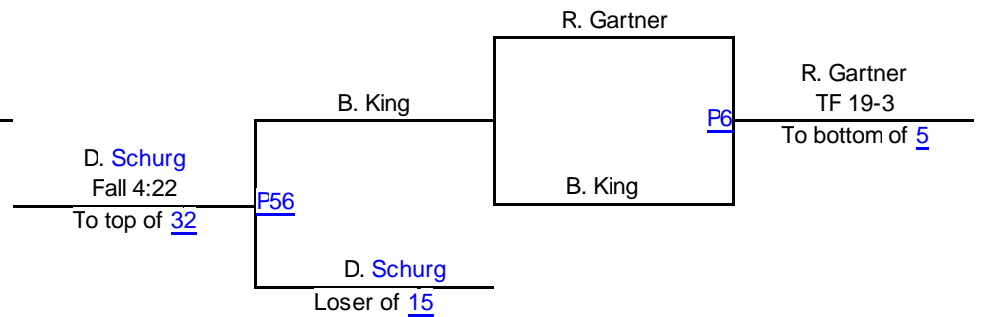 R. Gartner
R. Gartner
TF 19-3
B. King
P6
To bottom of 5
D. Schurg
Fall 4:22
B. King
P56
To top of 32
D. Schurg
Loser of 15